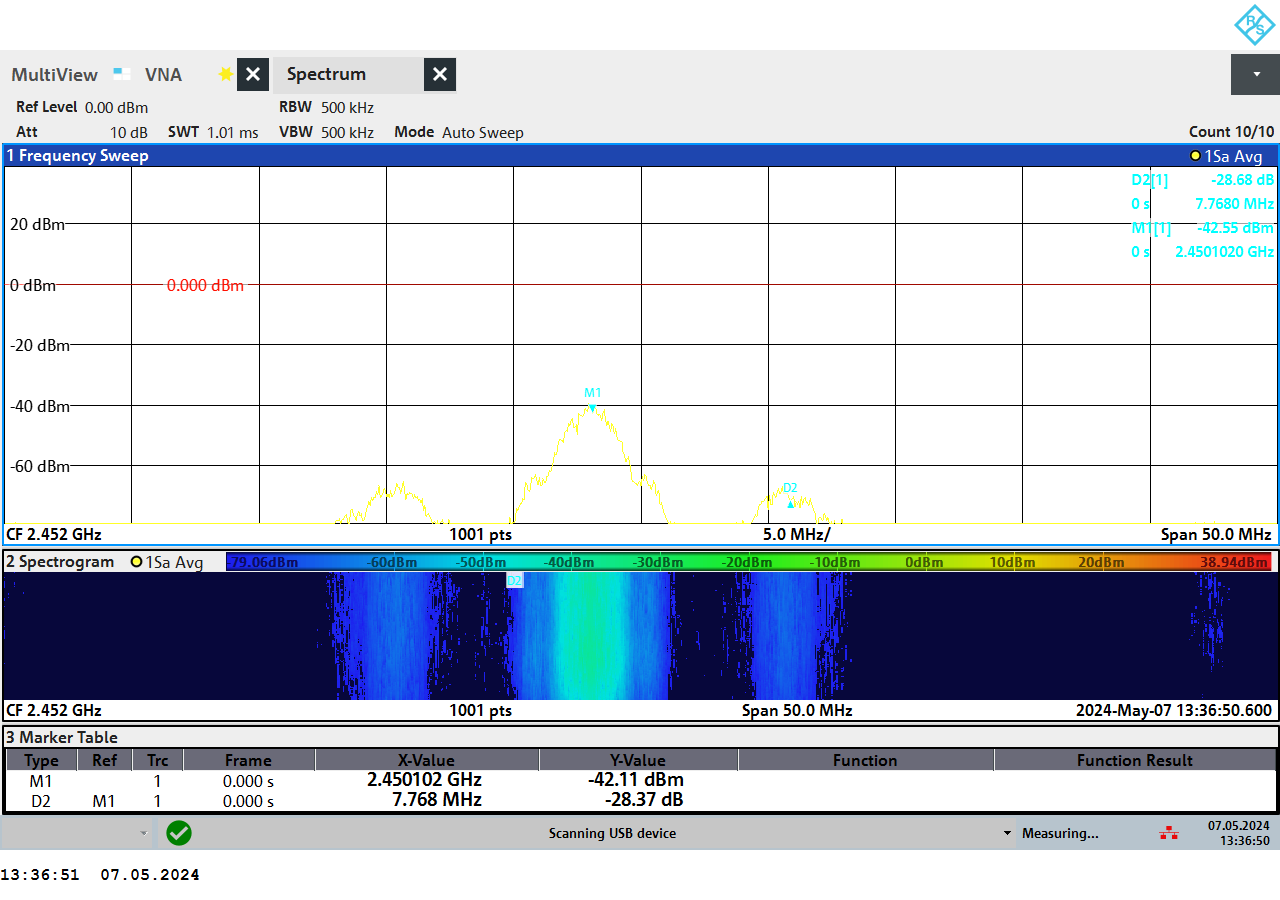 R S
MultiView VNA Spectrum
Ref Level 0.00 dBm RBW 500 kHz
Att 10 dB SWT 1.01 ms VBW 500 kHz Mode Auto Sweep Count 10/10
1 Frequency Sweep 1Sa Avg
D2[1] -28.68 dB
0 s 7.7680 MHz
M1[1] -42.55 dBm
0 s 2.4501020 GHz
20 dBm
0 dBm 0.000 dBm
-20 dBm
-40 dBm
-60 dBm
M1
D2
CF 2.452 GHz 1001 pts 5.0 MHz/ Span 50.0 MHz
2 Spectrogram 1Sa Avg -79.06dBm -60dBm -50dBm -40dBm -30dBm -20dBm -10dBm 0dBm 10dBm 20dBm 38.94dBm
D2
CF 2.452 GHz 1001 pts Span 50.0 MHz 2024-May-07 13:36:50.600
3 Marker Table
Type Ref Trc Frame X-Value Y-Value Function Function Result
M1 1 0.000 s 2.450102 GHz -42.11 dBm
D2 M1 1 0.000 s 7.768 MHz -28.37 dB
Scanning USB device Measuring... 07.05.2024
13:36:50
13:36:51 07.05.2024